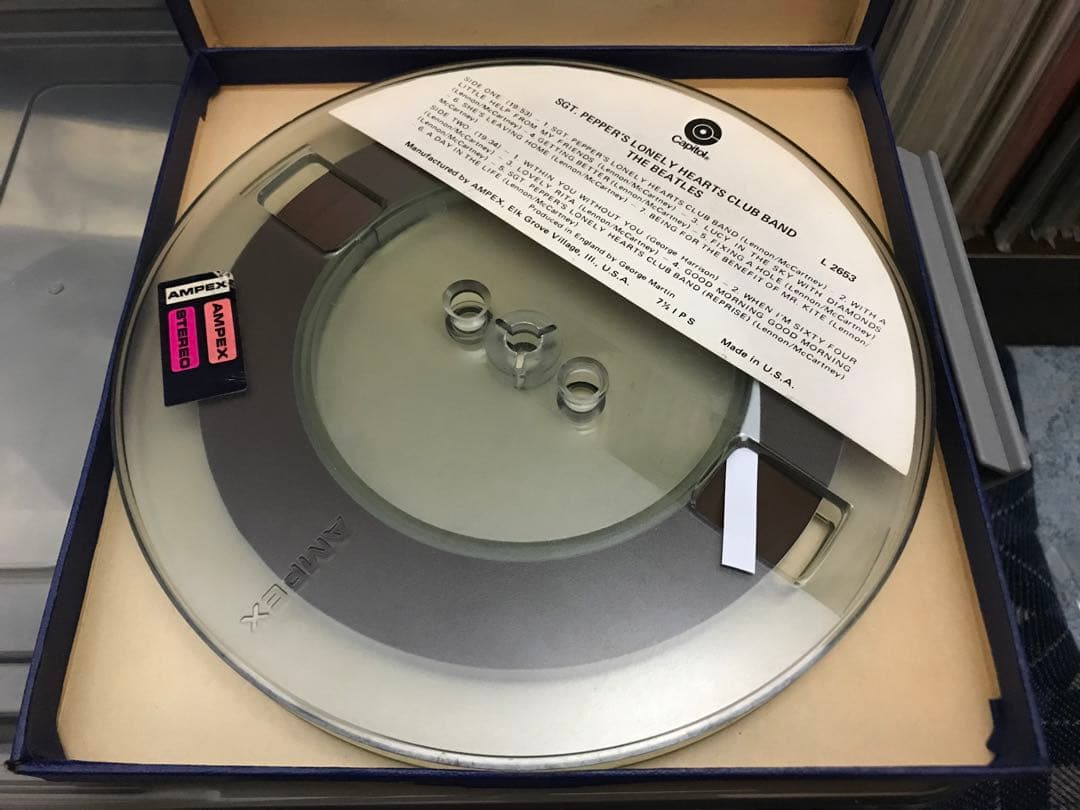 Capitol®
SGT. PEPPER'S LONELY HEARTS CLUB BAND
THE BEATLES
L 2653
SIDE ONE (19:53) – 1. SGT. PEPPER'S LONELY HEARTS CLUB BAND (Lennon/McCartney) – 2. WITH A
LITTLE HELP FROM MY FRIENDS (Lennon/McCartney) – 3. LUCY IN THE SKY WITH DIAMONDS
(Lennon/McCartney) – 4. GETTING BETTER (Lennon/McCartney) – 5. FIXING A HOLE (Lennon/McCartney)
– 6. SHE'S LEAVING HOME (Lennon/McCartney) – 7. BEING FOR THE BENEFIT OF MR. KITE (Lennon/
McCartney)
SIDE TWO (19:34) – 1. WITHIN YOU WITHOUT YOU (George Harrison) – 2. WHEN I'M SIXTY FOUR
(Lennon/McCartney) – 3. LOVELY RITA (Lennon/McCartney) – 4. GOOD MORNING GOOD MORNING
(Lennon/McCartney) – 5. SGT. PEPPER'S LONELY HEARTS CLUB BAND (REPRISE) (Lennon/McCartney)
6. A DAY IN THE LIFE (Lennon/McCartney)
Produced in England by George Martin
Manufactured by AMPEX, Elk Grove Village, Ill., U.S.A. 7½ IPS Made in U.S.A.
AMPEX
AMPEX
STEREO
AMPEX